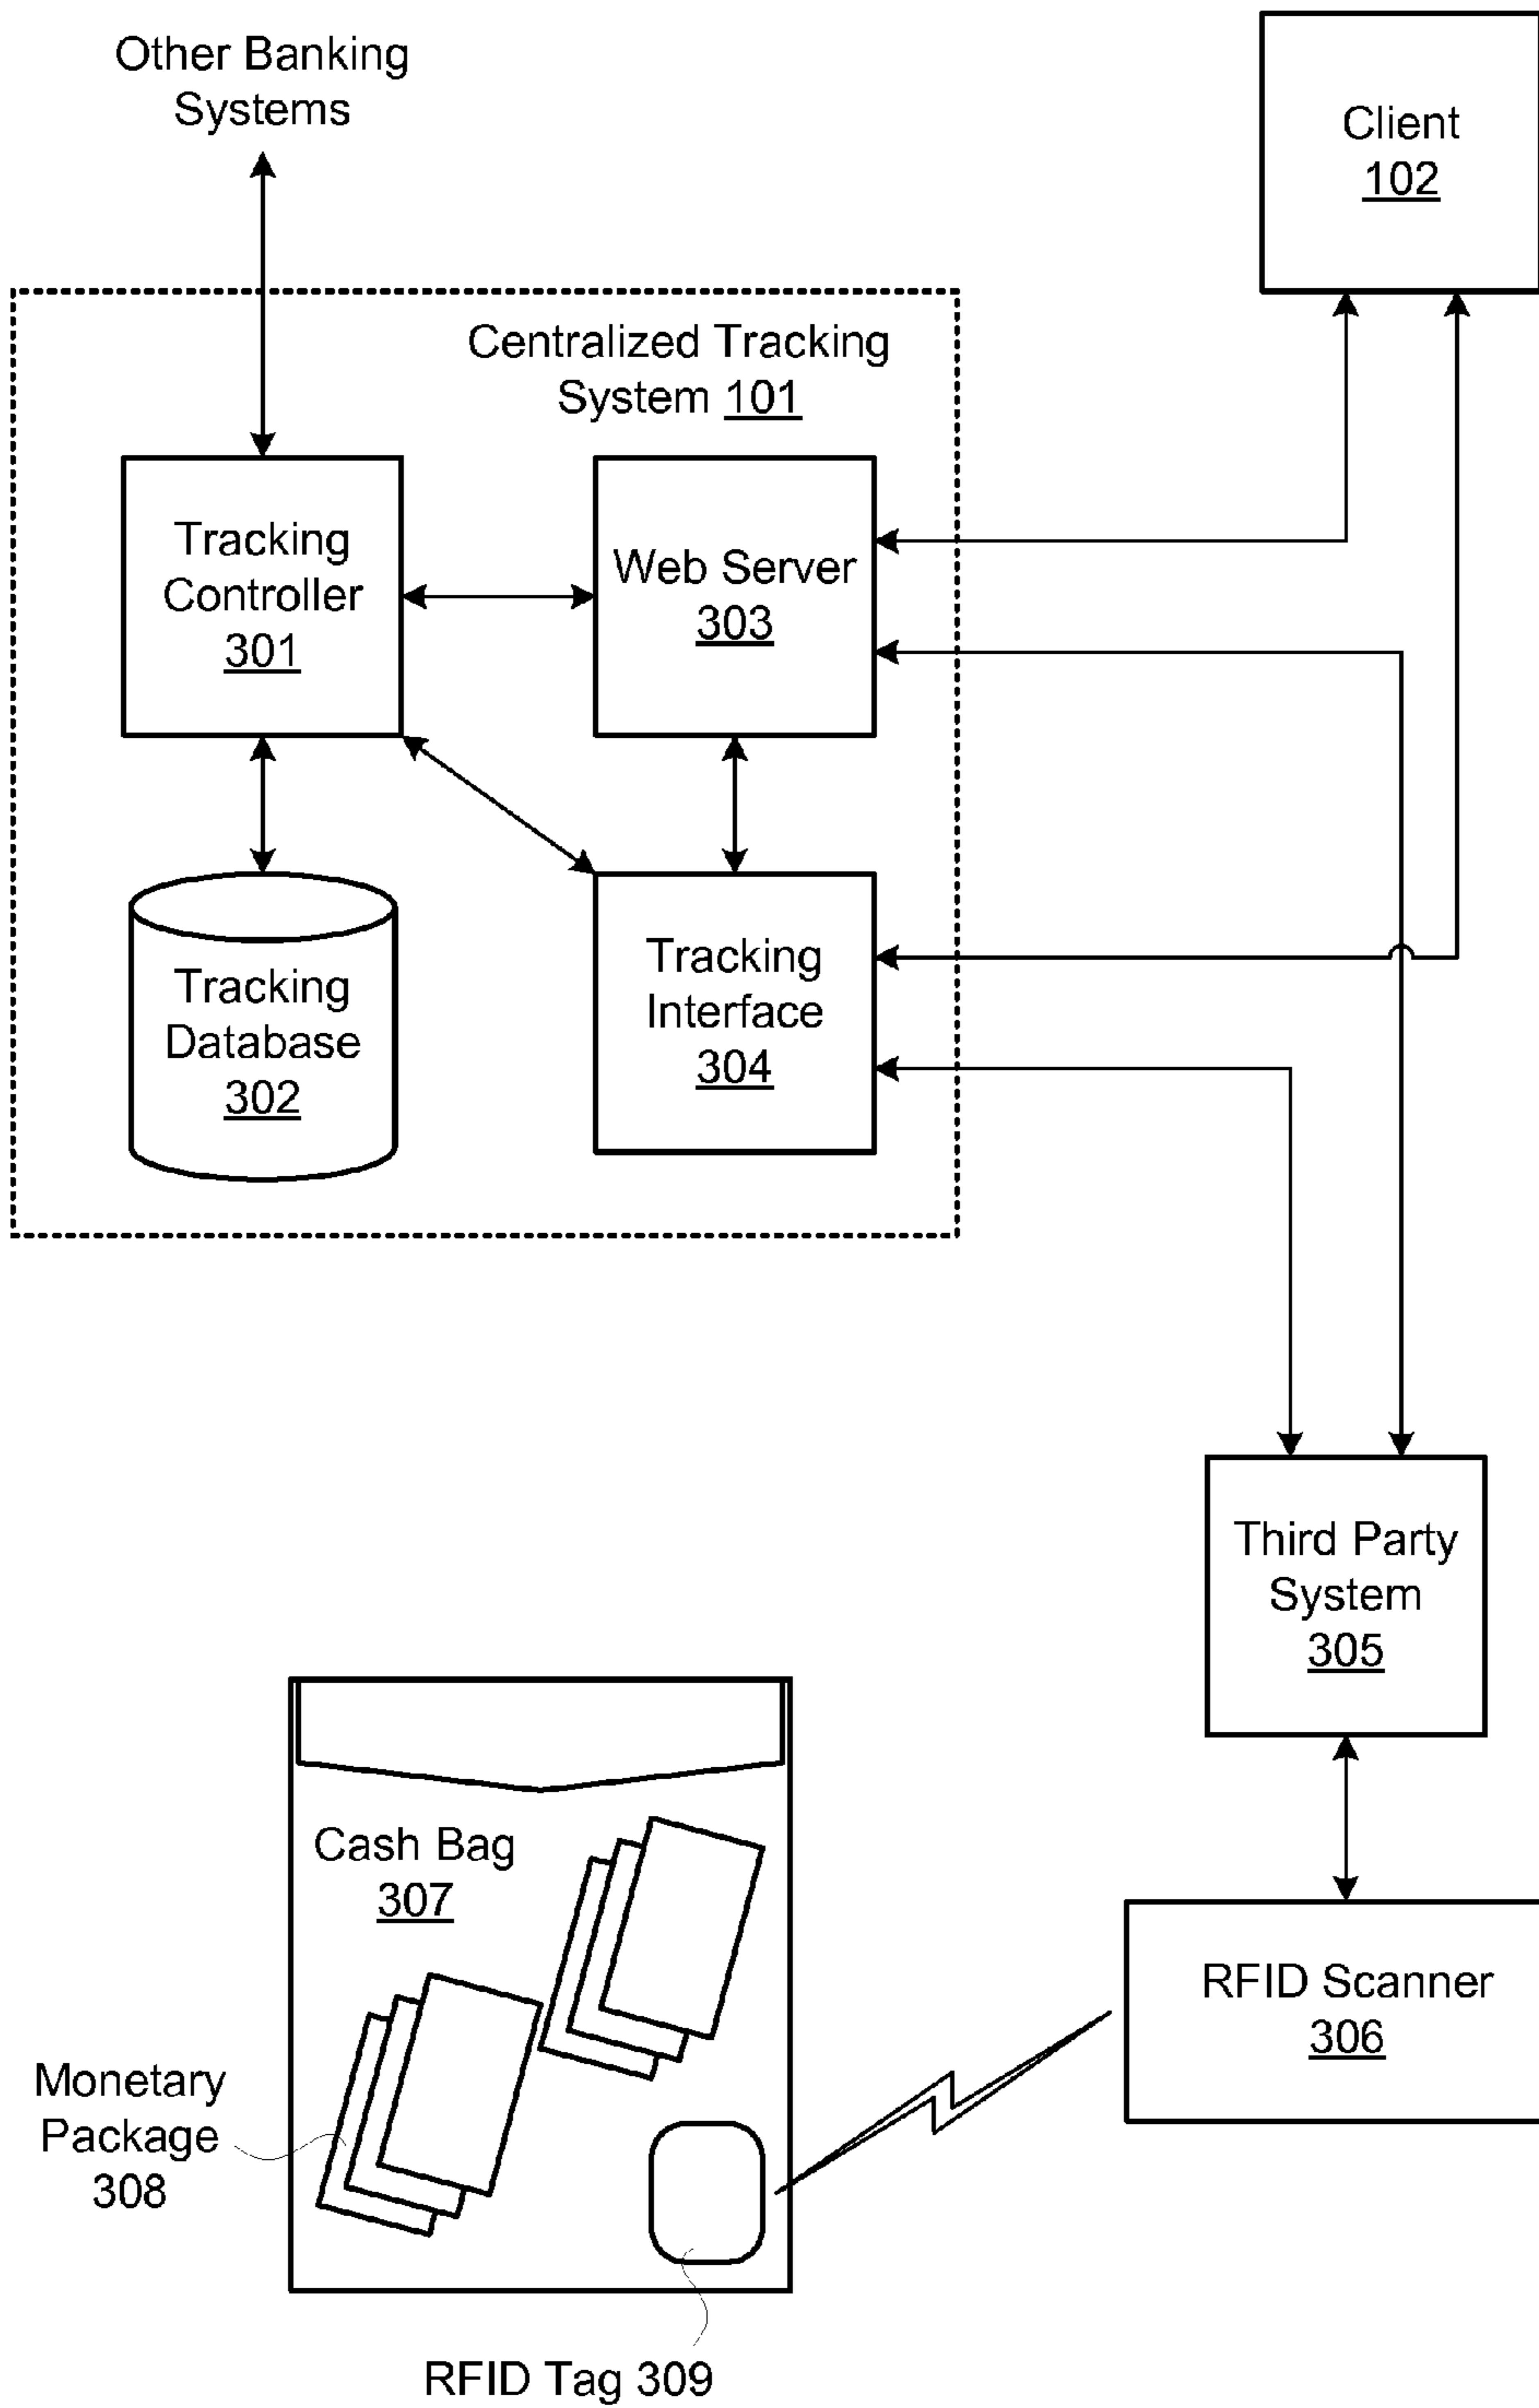 Other Banking
Systems
Client
102
Centralized Tracking
System 101
Tracking
Controller
301
Web Server
303
Tracking
Database
302
Tracking
Interface
304
Third Party
System
305
Cash Bag
307
RFID Scanner
306
Monetary
Package
308
RFID Tag 309